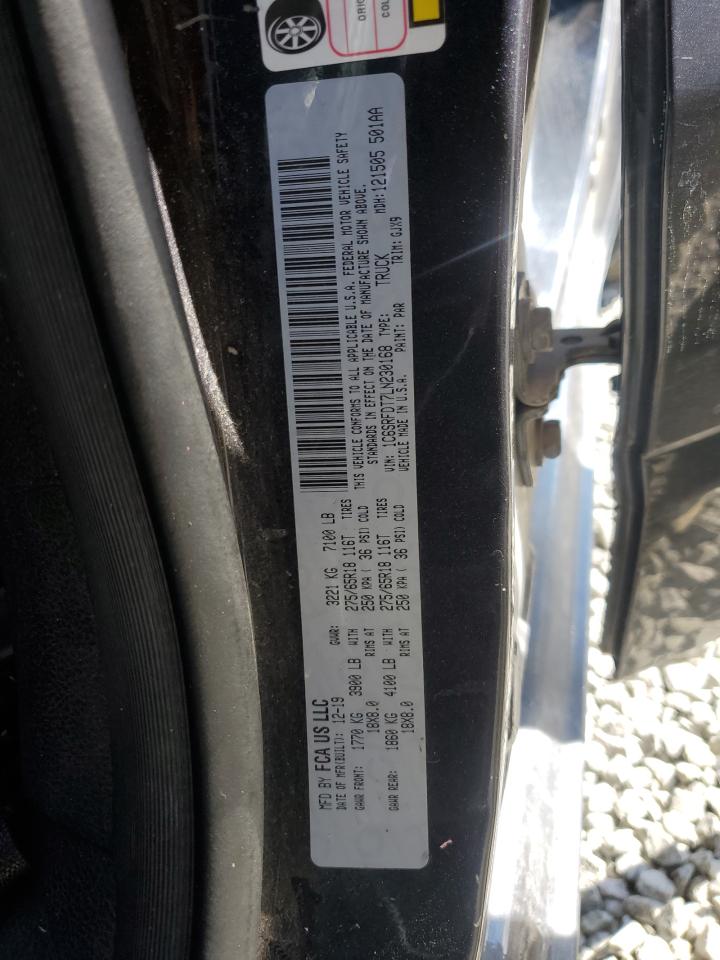 ORIG
COL
MFD BY FCA US LLC
DATE OF MFR(BUILT): 12-19 GVWR: 3221 KG 7100 LB
GAWR FRONT: 1770 KG 3900 LB WITH 275/65R18 116T TIRES
18X8.0 RIMS AT 250 KPA ( 36 PSI) COLD
GAWR REAR: 1860 KG 4100 LB WITH 275/65R18 116T TIRES
18X8.0 RIMS AT 250 KPA ( 36 PSI) COLD
THIS VEHICLE CONFORMS TO ALL APPLICABLE U.S.A. FEDERAL MOTOR VEHICLE SAFETY
STANDARDS IN EFFECT ON THE DATE OF MANUFACTURE SHOWN ABOVE.
VIN: 1C6SRFDT7LN230168 TYPE: TRUCK MDH: 121505 501AA
VEHICLE MADE IN U.S.A. PAINT: PAR TRIM: GJX9